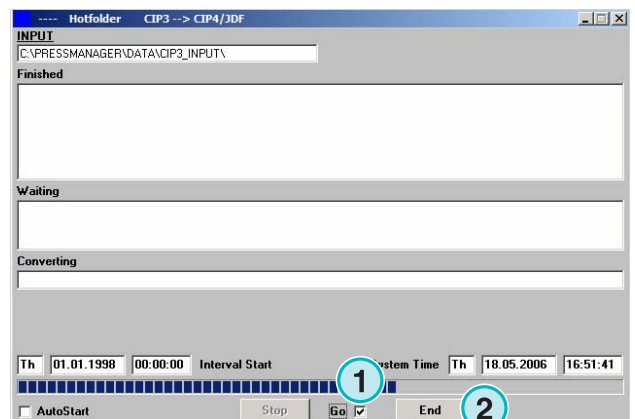 ---- Hotfolder CIP3 --> CIP4/JDF
INPUT
C:\PRESSMANAGER\DATA\CIP3_INPUT\
Finished
Waiting
Converting
Th 01.01.1998 00:00:00 Interval Start ystem Time Th 18.05.2006 16:51:41
1
AutoStart Stop Go End 2